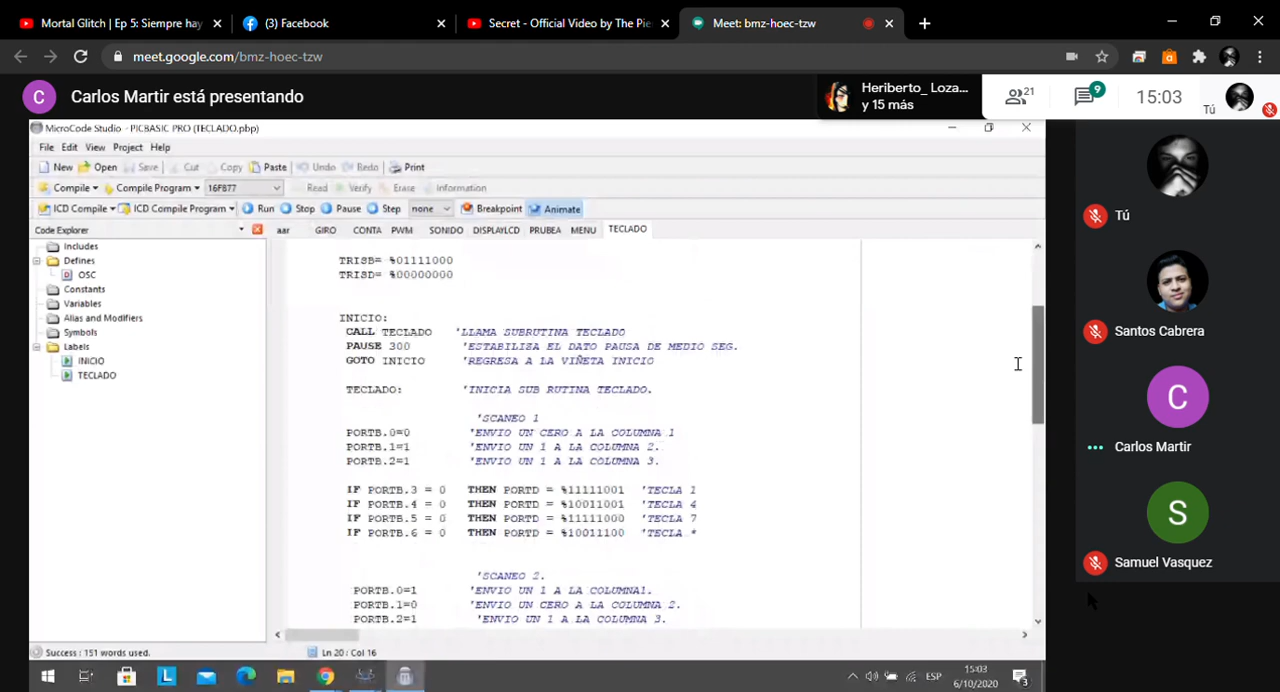 Mortal Glitch | Ep 5: Siempre hay
(3) Facebook
Secret - Official Video by The Pie
Meet: bmz-hoec-tzw
meet.google.com/bmz-hoec-tzw
C
Carlos Martir está presentando
Heriberto_ Loza...
y 15 más
21
9
15:03
Tú
MicroCode Studio - PICBASIC PRO (TECLADO.pbp)
File Edit View Project Help
New Open Save Cut Copy Paste Undo Redo Print
Compile Compile Program 16F877 Read Verify Erase Information
ICD Compile ICD Compile Program Run Stop Pause Step none Breakpoint Animate
Code Explorer
aar GIRO CONTA PWM SONIDO DISPLAYLCD PRUEBA MENU TECLADO
Includes
Defines
OSC
Constants
Variables
Alias and Modifiers
Symbols
Labels
INICIO
TECLADO
TRISB= %01111000
TRISD= %00000000
INICIO:
CALL TECLADO 'LLAMA SUBRUTINA TECLADO
PAUSE 300 'ESTABILIZA EL DATO PAUSA DE MEDIO SEG.
GOTO INICIO 'REGRESA A LA VIÑETA INICIO
TECLADO: 'INICIA SUB RUTINA TECLADO.
'SCANEO 1
PORTB.0=0 'ENVIO UN CERO A LA COLUMNA 1
PORTB.1=1 'ENVIO UN 1 A LA COLUMNA 2.
PORTB.2=1 'ENVIO UN 1 A LA COLUMNA 3.
IF PORTB.3 = 0 THEN PORTD = %11111001 'TECLA 1
IF PORTB.4 = 0 THEN PORTD = %10011001 'TECLA 4
IF PORTB.5 = 0 THEN PORTD = %11111000 'TECLA 7
IF PORTB.6 = 0 THEN PORTD = %10011100 'TECLA *
'SCANEO 2.
PORTB.0=1 'ENVIO UN 1 A LA COLUMNA1.
PORTB.1=0 'ENVIO UN CERO A LA COLUMNA 2.
PORTB.2=1 'ENVIO UN 1 A LA COLUMNA 3.
Success : 151 words used.
Ln 20 : Col 16
Tú
Santos Cabrera
C
Carlos Martir
S
Samuel Vasquez
L
ESP
15:03
6/10/2020
3